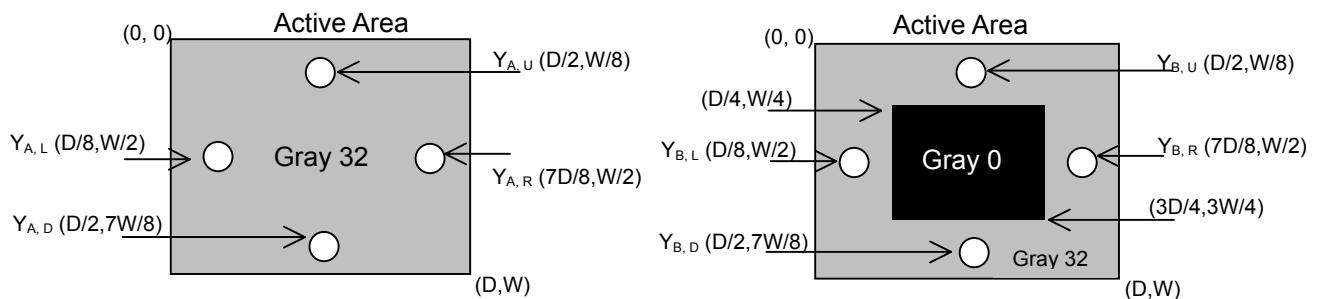 Active Area
(0, 0)
Y_A, U (D/2,W/8)
Y_A, L (D/8,W/2)
Gray 32
Y_A, R (7D/8,W/2)
Y_A, D (D/2,7W/8)
(D,W)
Active Area
(0, 0)
Y_B, U (D/2,W/8)
(D/4,W/4)
Y_B, L (D/8,W/2)
Gray 0
Y_B, R (7D/8,W/2)
(3D/4,3W/4)
Y_B, D (D/2,7W/8)
Gray 32
(D,W)